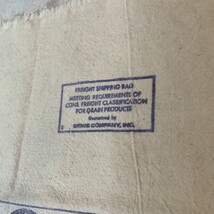 FREIGHT SHIPPING BAG
MEETING REQUIREMENTS OF
CONS. FREIGHT CLASSIFICATION
FOR GRAIN PRODUCTS
Guaranteed by
COMPANY, INC.